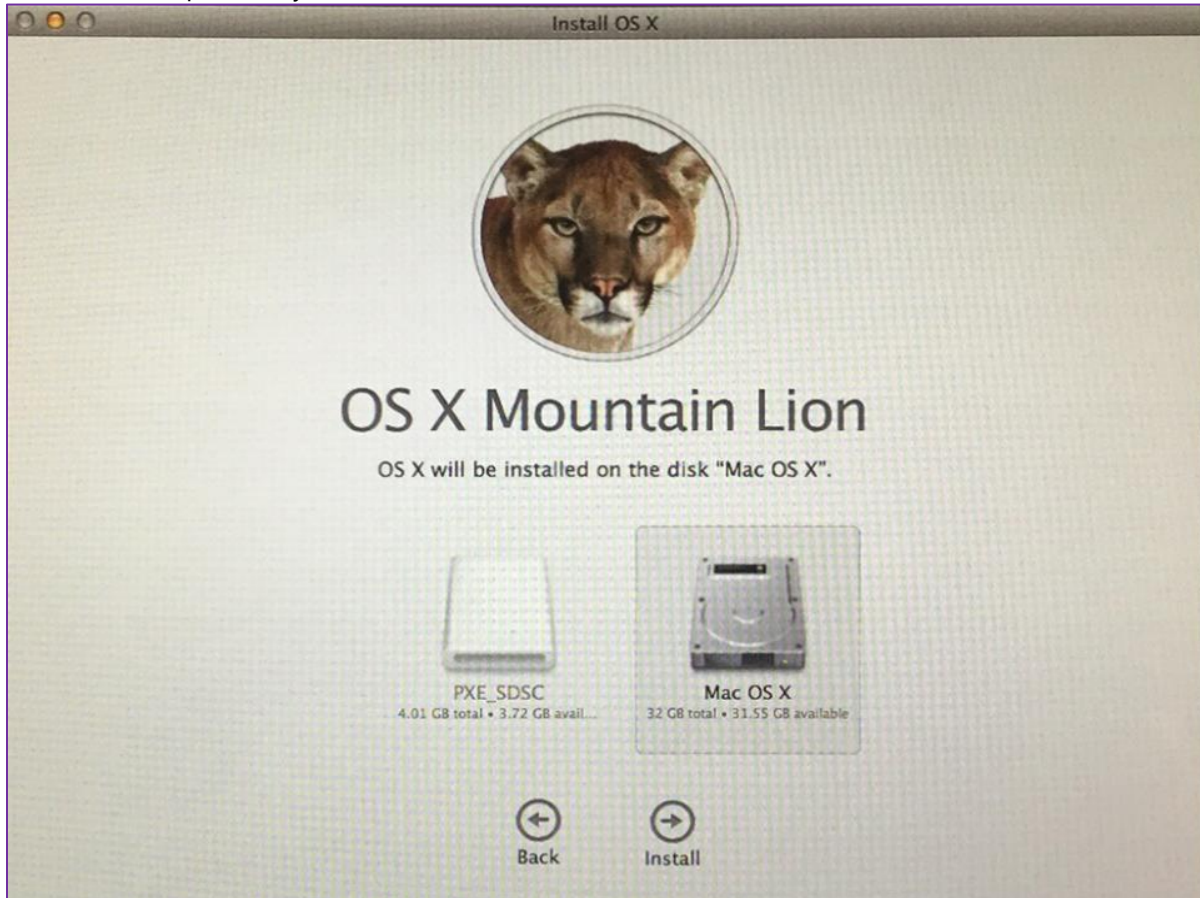 Install OS X
OS X Mountain Lion
OS X will be installed on the disk "Mac OS X".
PXE_SDSC
4.01 GB total • 3.72 GB avail...
Mac OS X
32 GB total • 31.55 GB available
Back
Install